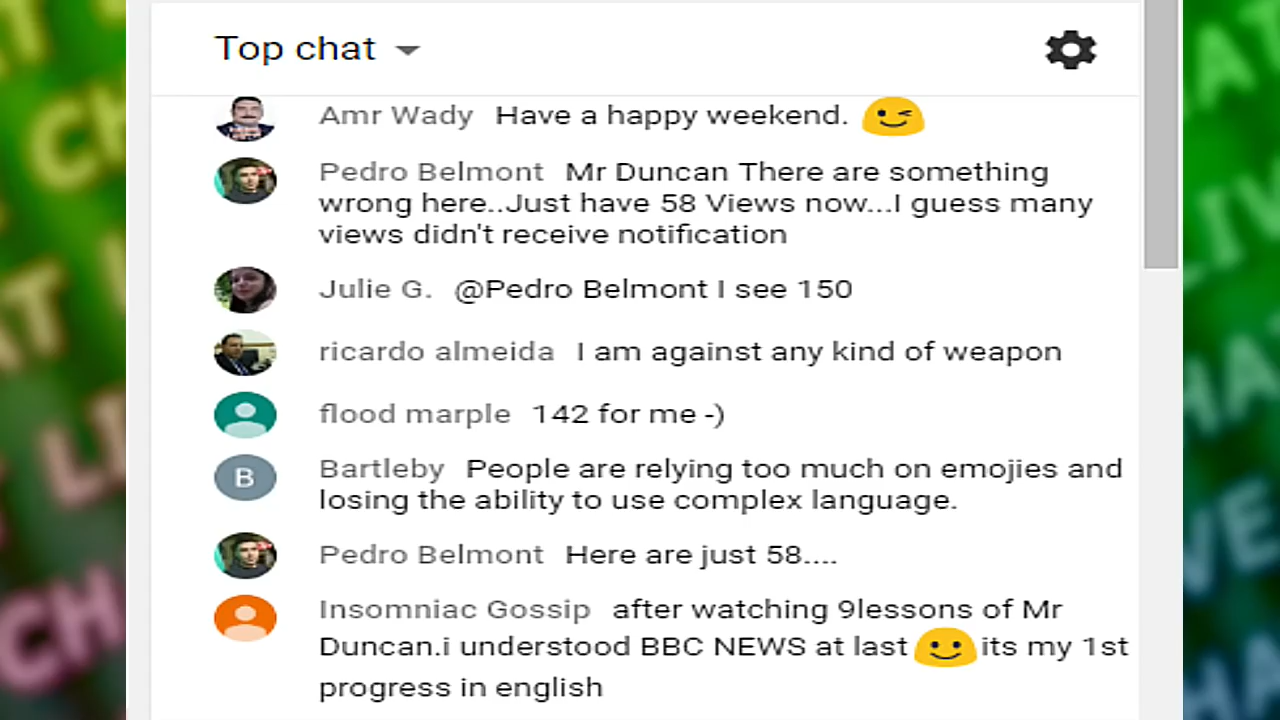 Top chat
Amr Wady Have a happy weekend. 😉
Pedro Belmont Mr Duncan There are something
wrong here..Just have 58 Views now...I guess many
views didn't receive notification
Julie G. @Pedro Belmont I see 150
ricardo almeida I am against any kind of weapon
flood marple 142 for me -)
B
Bartleby People are relying too much on emojies and
losing the ability to use complex language.
Pedro Belmont Here are just 58....
Insomniac Gossip after watching 9lessons of Mr
Duncan.i understood BBC NEWS at last 🙂 its my 1st
progress in english